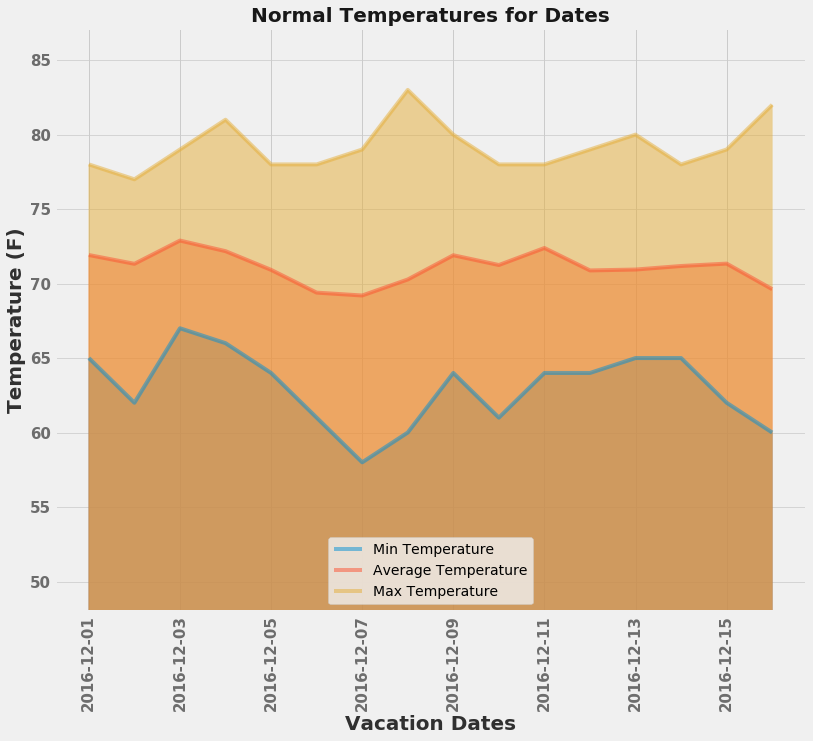 Normal Temperatures for Dates
Temperature (F)
85
80
75
70
65
60
55
50
Min Temperature
Average Temperature
Max Temperature
2016-12-01
2016-12-03
2016-12-05
2016-12-07
2016-12-09
2016-12-11
2016-12-13
2016-12-15
Vacation Dates